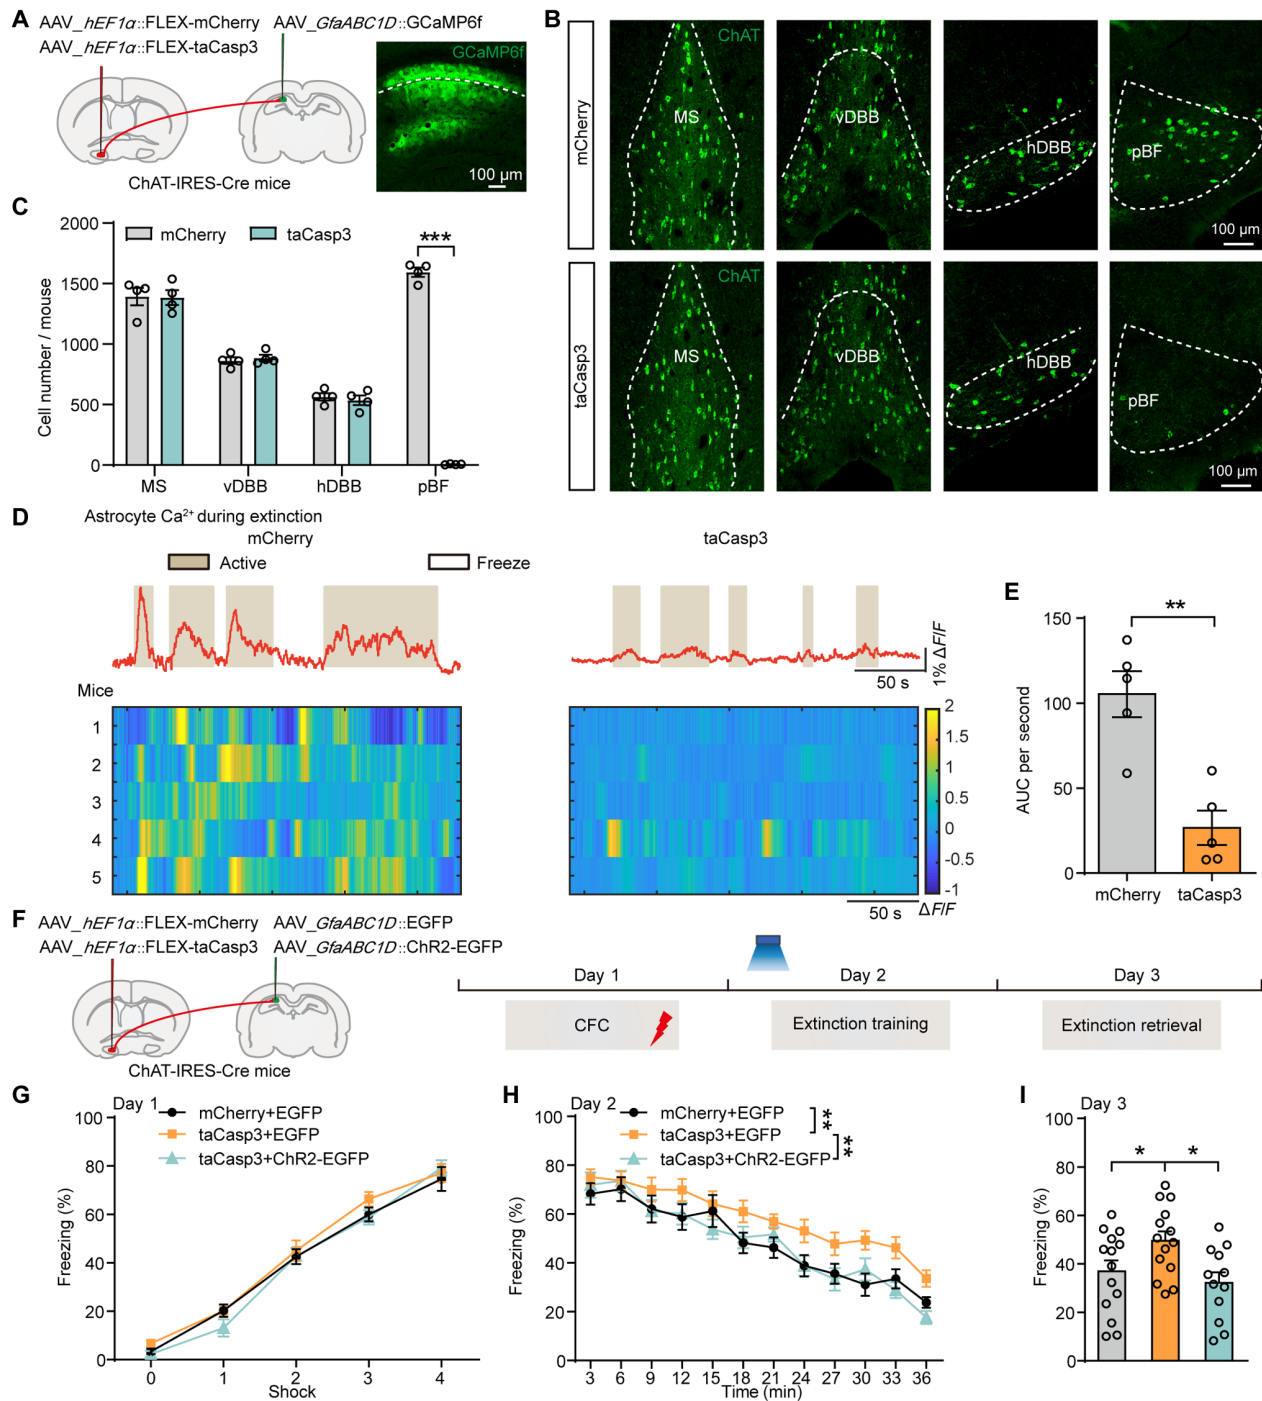 A
AAV_hEF1α::FLEX-mCherry AAV_GfaABC1D::GCaMP6f
AAV_hEF1α::FLEX-taCasp3
GCaMP6f
100 µm
ChAT-IRES-Cre mice
B
mCherry
ChAT
MS
vDBB
hDBB
pBF
100 µm
taCasp3
ChAT
MS
vDBB
hDBB
pBF
100 µm
C
2000
1500
1000
500
0
Cell number / mouse
mCherry taCasp3
***
MS vDBB hDBB pBF
D
Astrocyte Ca²⁺ during extinction
mCherry taCasp3
Active Freeze
1% ΔF/F
50 s
Mice
1
2
3
4
5
2
1.5
1
0.5
0
-0.5
-1
ΔF/F
50 s
E
**
150
100
50
0
AUC per second
mCherry taCasp3
F
AAV_hEF1α::FLEX-mCherry AAV_GfaABC1D::EGFP
AAV_hEF1α::FLEX-taCasp3 AAV_GfaABC1D::ChR2-EGFP
ChAT-IRES-Cre mice
Day 1 Day 2 Day 3
CFC Extinction training Extinction retrieval
G
Day 1
mCherry+EGFP
taCasp3+EGFP
taCasp3+ChR2-EGFP
100
80
60
40
20
0
Freezing (%)
0 1 2 3 4
Shock
H
Day 2
mCherry+EGFP
taCasp3+EGFP
taCasp3+ChR2-EGFP
**
**
100
80
60
40
20
0
Freezing (%)
3 6 9 12 15 18 21 24 27 30 33 36
Time (min)
I
Day 3
* *
100
80
60
40
20
0
Freezing (%)